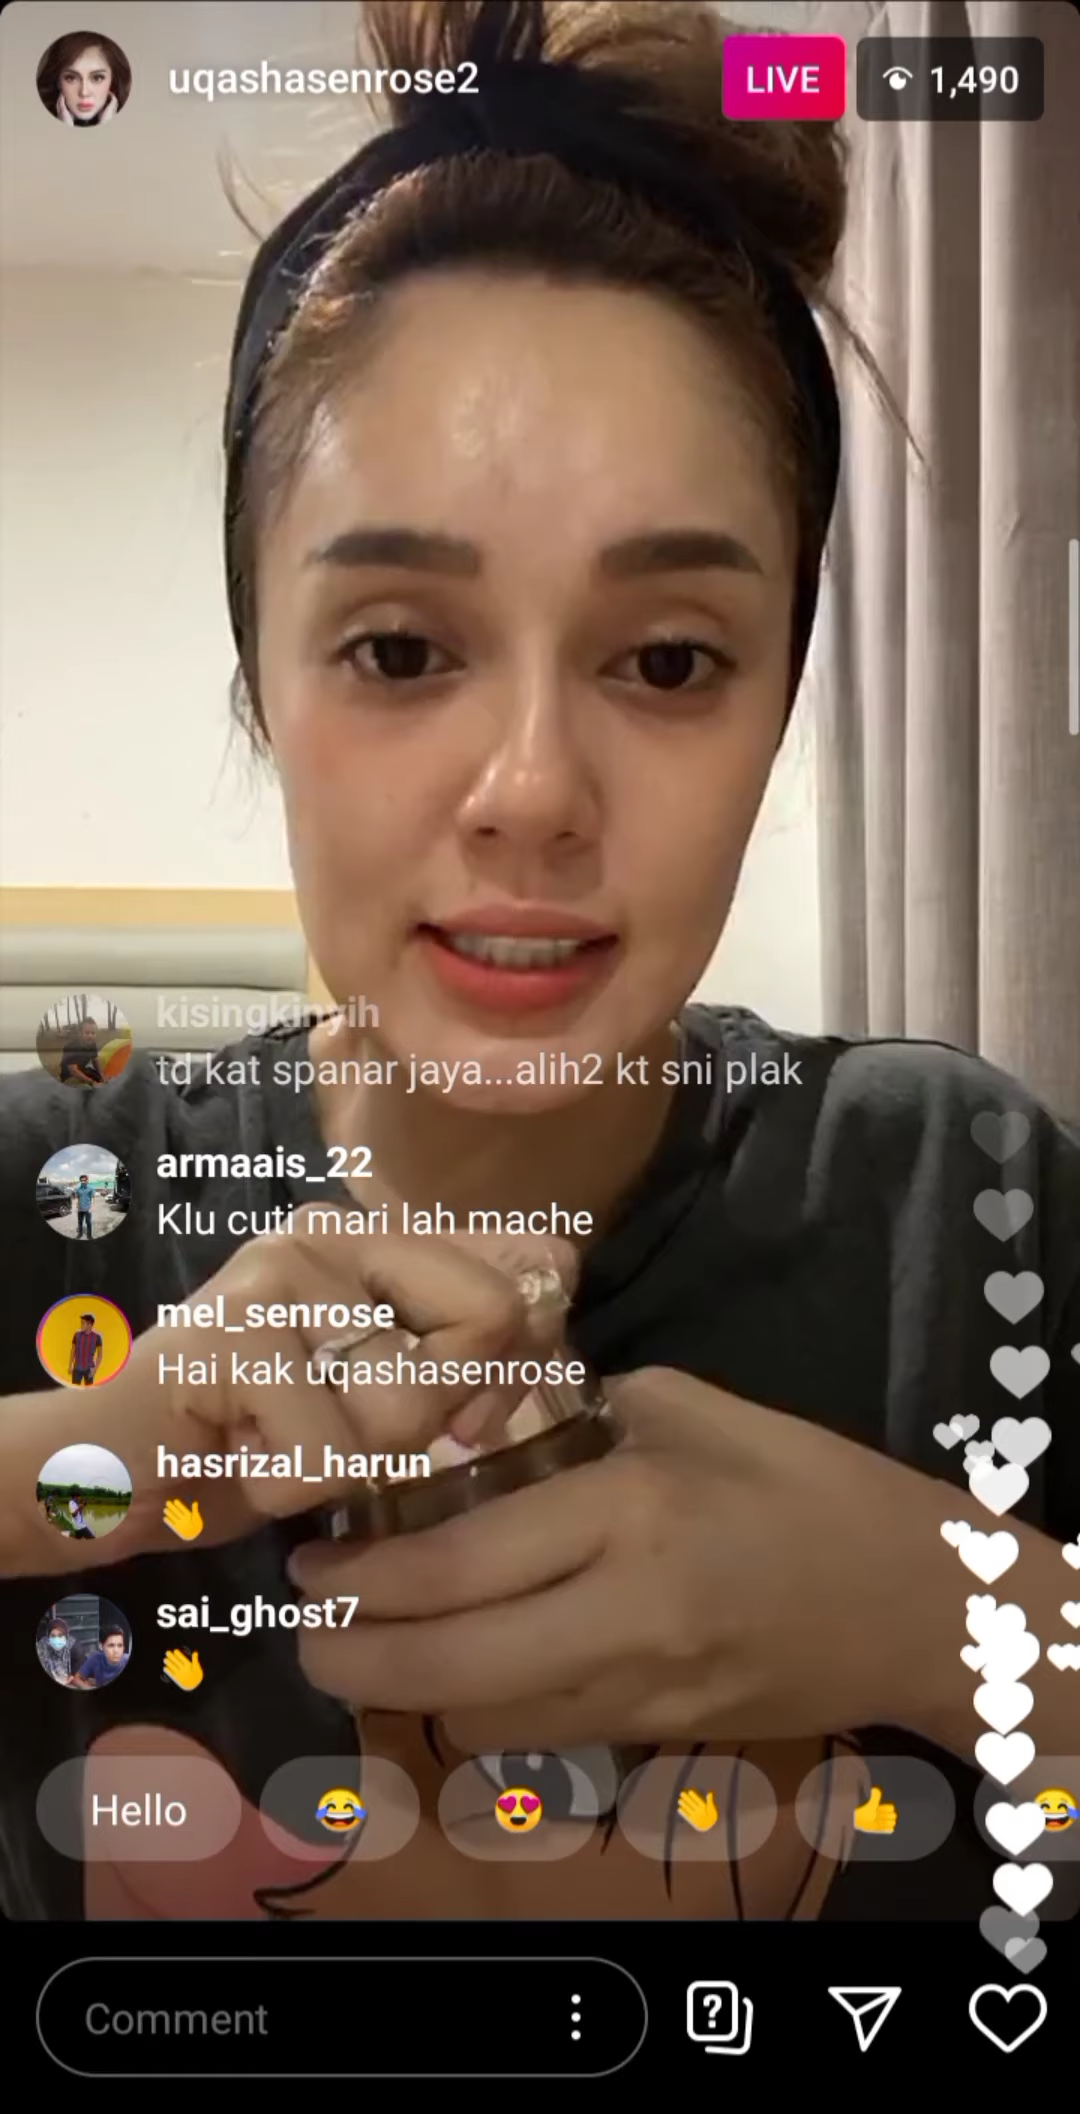 uqashasenrose2
LIVE
1,490
kisingkinyih
td kat spanar jaya...alih2 kt sni plak
armaais_22
Klu cuti mari lah mache
mel_senrose
Hai kak uqashasenrose
hasrizal_harun
👋
sai_ghost7
👋
Hello 😂 😍 👋 👍 😂
Comment